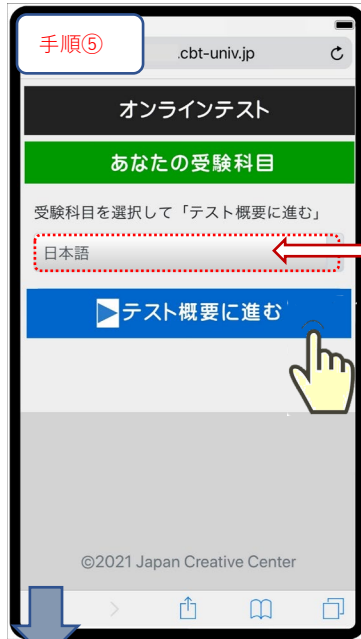 手順⑤
.cbt-univ.jp
オンラインテスト
あなたの受験科目
受験科目を選択して「テスト概要に進む」
日本語
▶テスト概要に進む
©2021 Japan Creative Center